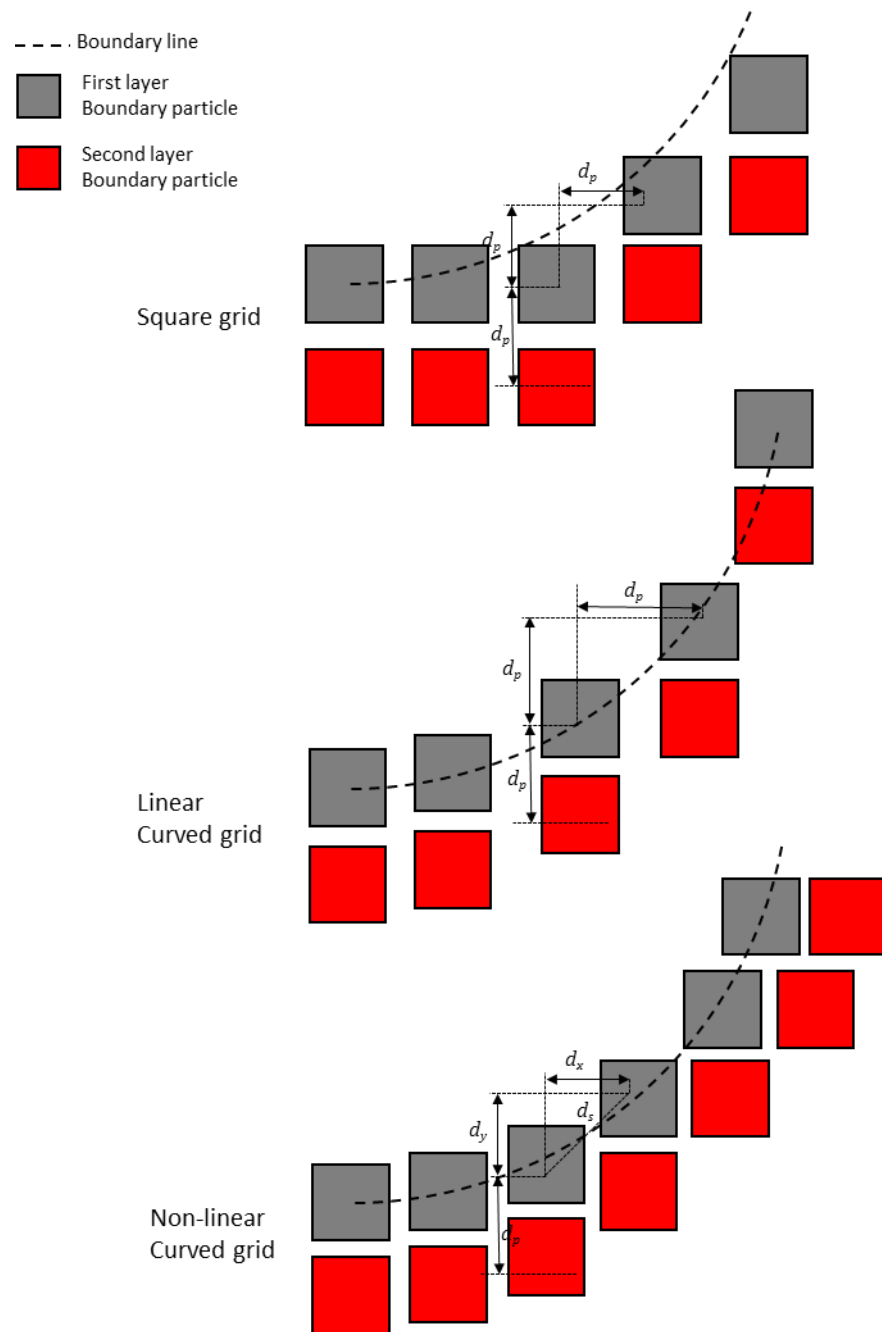 Boundary line
First layer
Boundary particle
Second layer
Boundary particle
d_p
d_p
Square grid
d_p
d_p
d_p
d_p
Linear
Curved grid
d_x
d_s
d_y
Non-linear
d_p
Curved grid